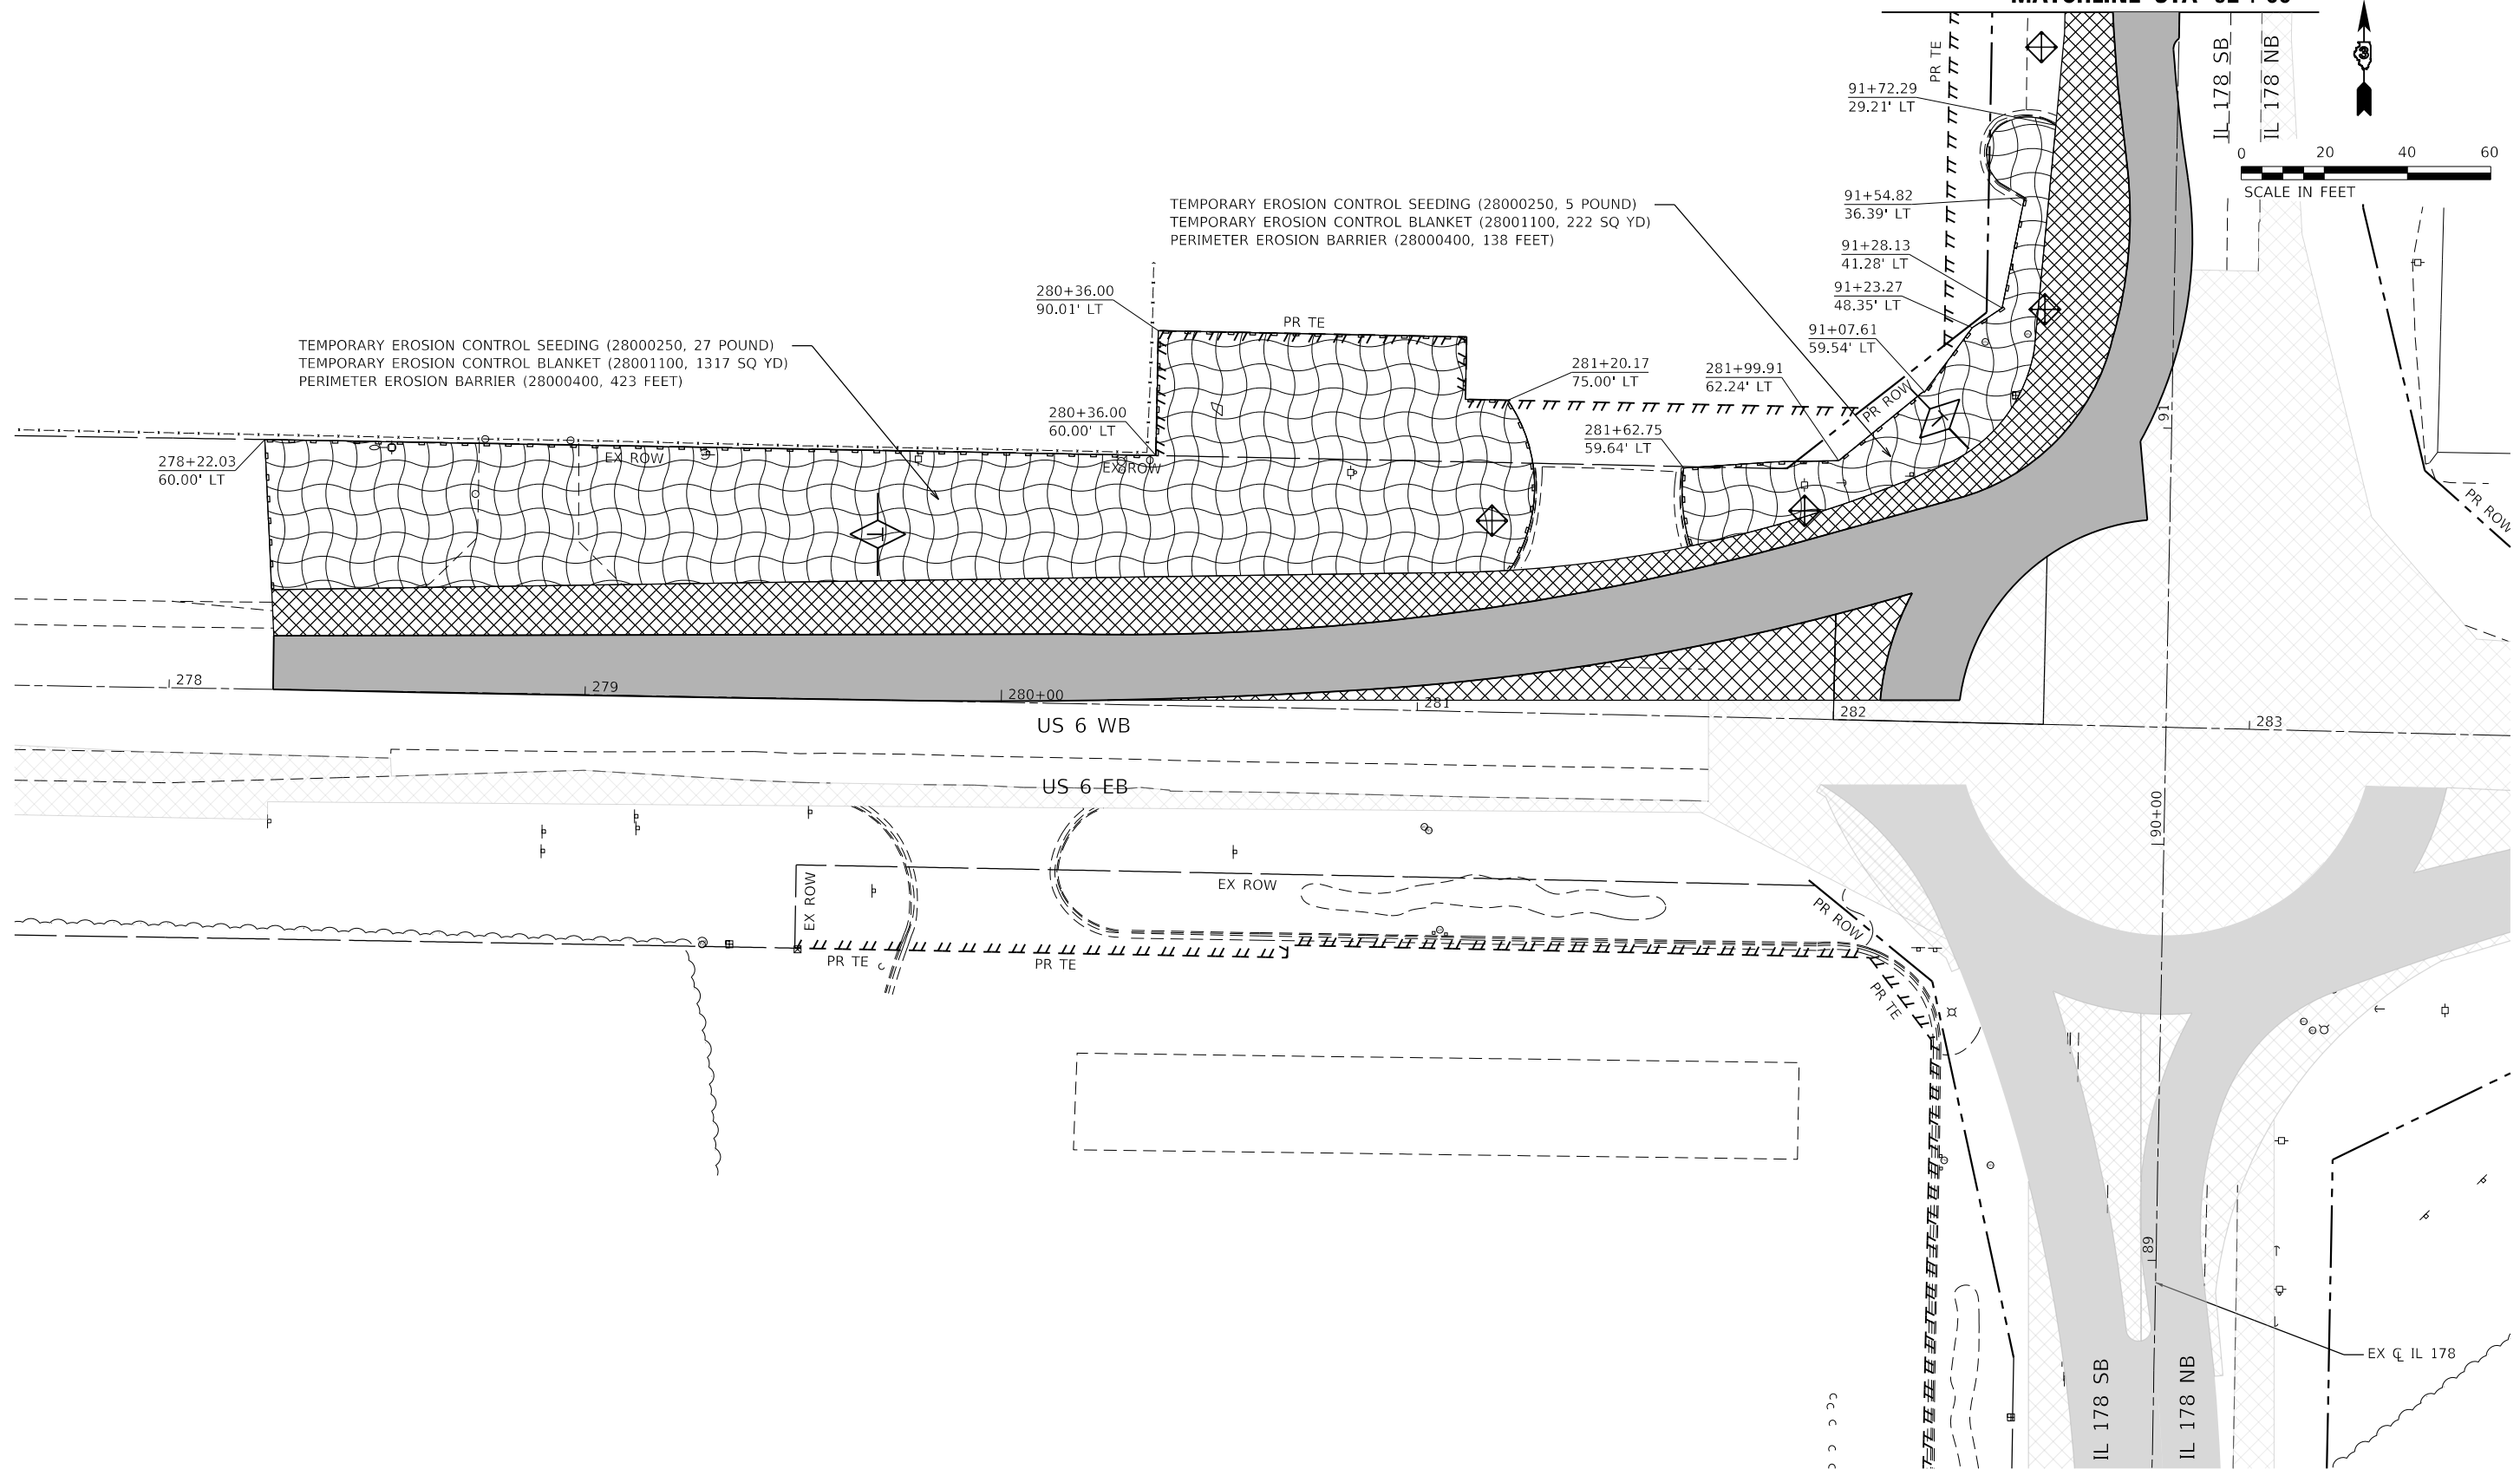 PR TE
IL 178 SB
IL 178 NB
91+72.29
29.21' LT
0 20 40 60
SCALE IN FEET
TEMPORARY EROSION CONTROL SEEDING (28000250, 5 POUND)
TEMPORARY EROSION CONTROL BLANKET (28001100, 222 SQ YD)
PERIMETER EROSION BARRIER (28000400, 138 FEET)
91+54.82
36.39' LT
91+28.13
41.28' LT
91+23.27
48.35' LT
280+36.00
90.01' LT
PR TE
91+07.61
59.54' LT
TEMPORARY EROSION CONTROL SEEDING (28000250, 27 POUND)
TEMPORARY EROSION CONTROL BLANKET (28001100, 1317 SQ YD)
PERIMETER EROSION BARRIER (28000400, 423 FEET)
281+20.17
75.00' LT
281+99.91
62.24' LT
PR ROW
280+36.00
60.00' LT
281+62.75
59.64' LT
91
278+22.03
60.00' LT
EX ROW
EX ROW
PR ROW
278
279
280+00
281
282
283
US 6 WB
US 6 EB
90+00
EX ROW
EX ROW
PR ROW
PR TE
PR TE
PR TE
89
EX ℄ IL 178
IL 178 SB
IL 178 NB